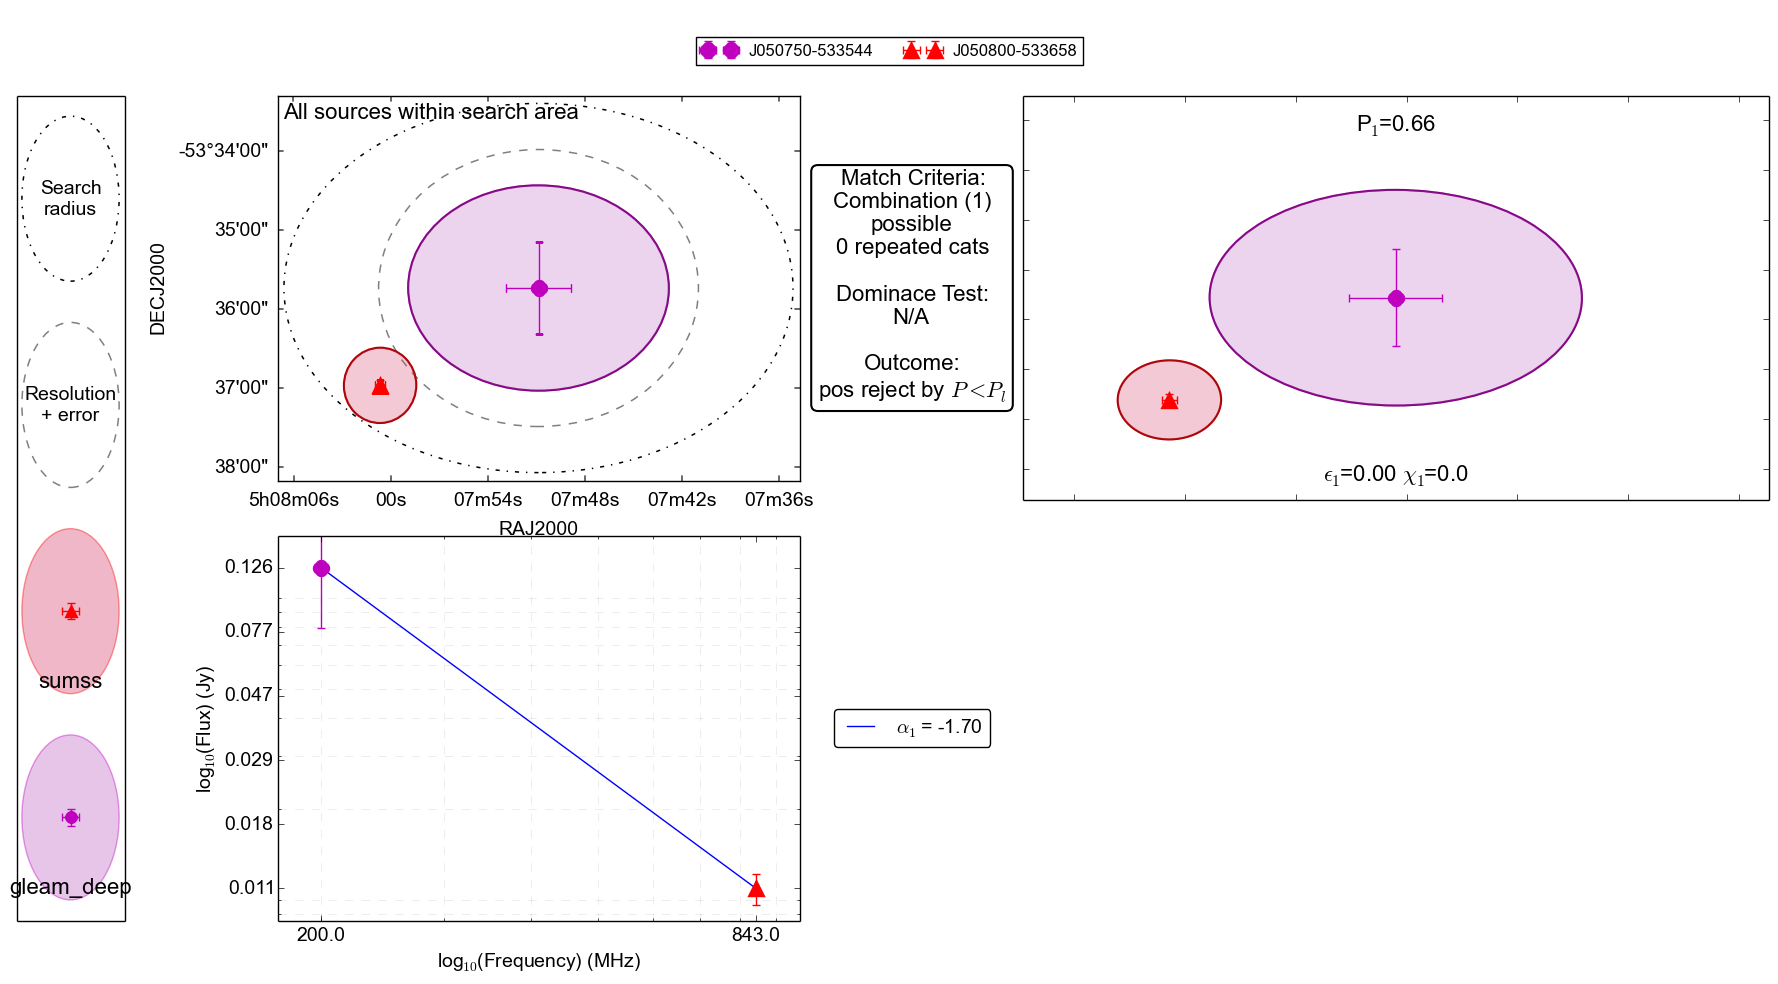 J050750-533544 J050800-533658
Search
radius
Resolution
+ error
sumss
gleam_deep
All sources within search area
DECJ2000
-53°34'00"
35'00"
36'00"
37'00"
38'00"
5h08m06s 00s 07m54s 07m48s 07m42s 07m36s
RAJ2000
Match Criteria:
Combination (1)
possible
0 repeated cats
Dominace Test:
N/A
Outcome:
pos reject by P<P_l
P₁=0.66
ϵ₁=0.00 χ₁=0.0
log₁₀(Flux) (Jy)
0.126
0.077
0.047
0.029
0.018
0.011
200.0 843.0
log₁₀(Frequency) (MHz)
α₁ = -1.70